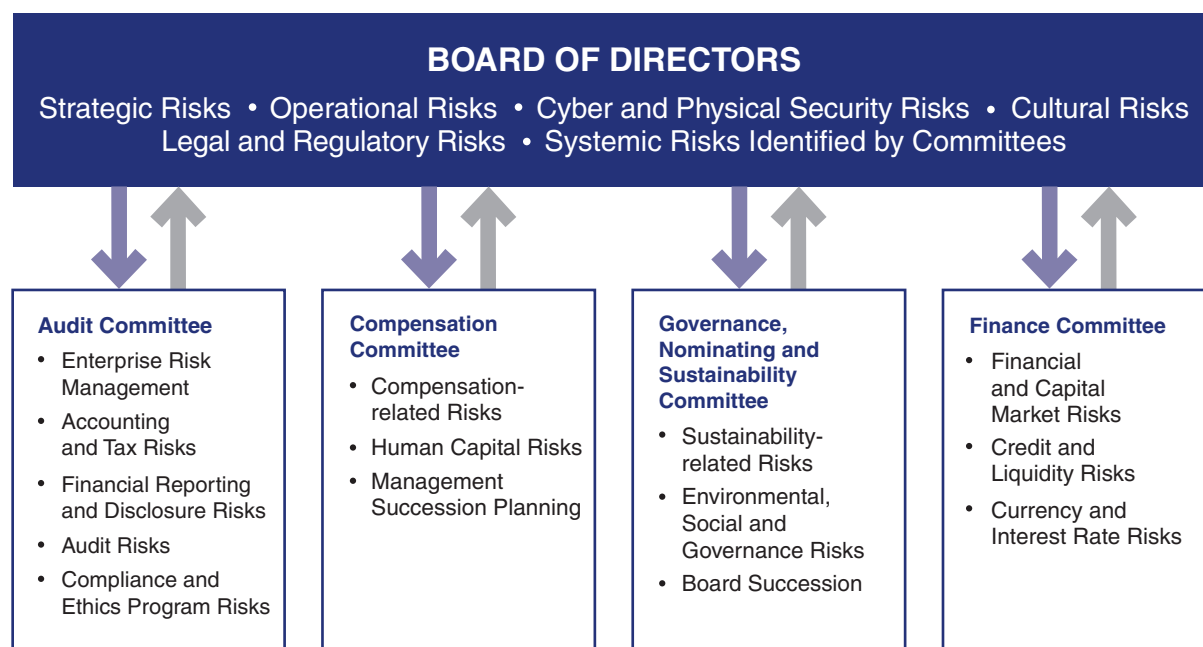 BOARD OF DIRECTORS
Strategic Risks • Operational Risks • Cyber and Physical Security Risks • Cultural Risks
Legal and Regulatory Risks • Systemic Risks Identified by Committees
Audit Committee
• Enterprise Risk
Management
• Accounting
and Tax Risks
• Financial Reporting
and Disclosure Risks
• Audit Risks
• Compliance and
Ethics Program Risks
Compensation
Committee
• Compensation-
related Risks
• Human Capital Risks
• Management
Succession Planning
Governance,
Nominating and
Sustainability
Committee
• Sustainability-
related Risks
• Environmental,
Social and
Governance Risks
• Board Succession
Finance Committee
• Financial
and Capital
Market Risks
• Credit and
Liquidity Risks
• Currency and
Interest Rate Risks